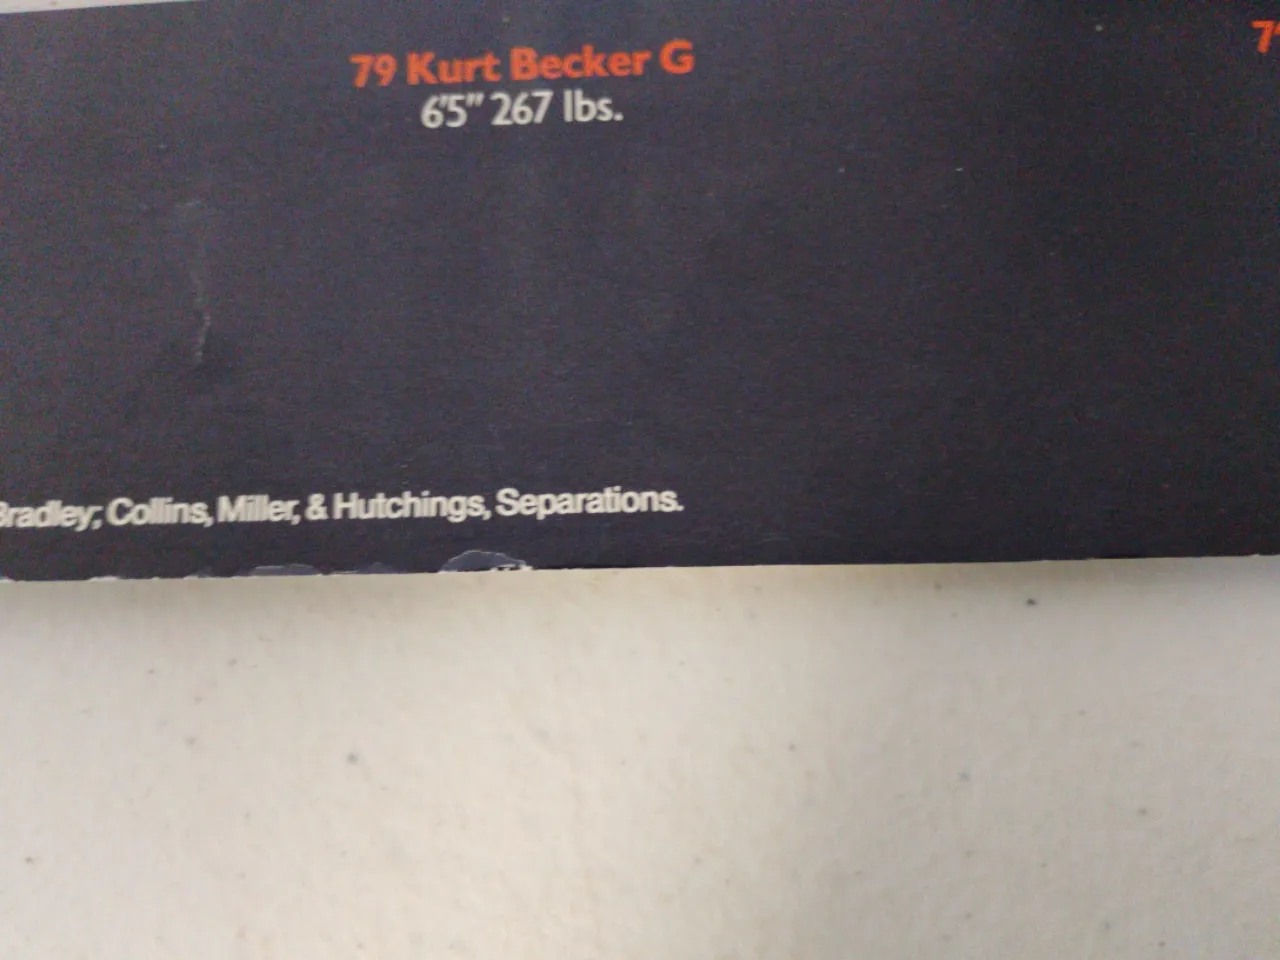 79 Kurt Becker G
6'5" 267 lbs.
Bradley; Collins, Miller, & Hutchings, Separations.